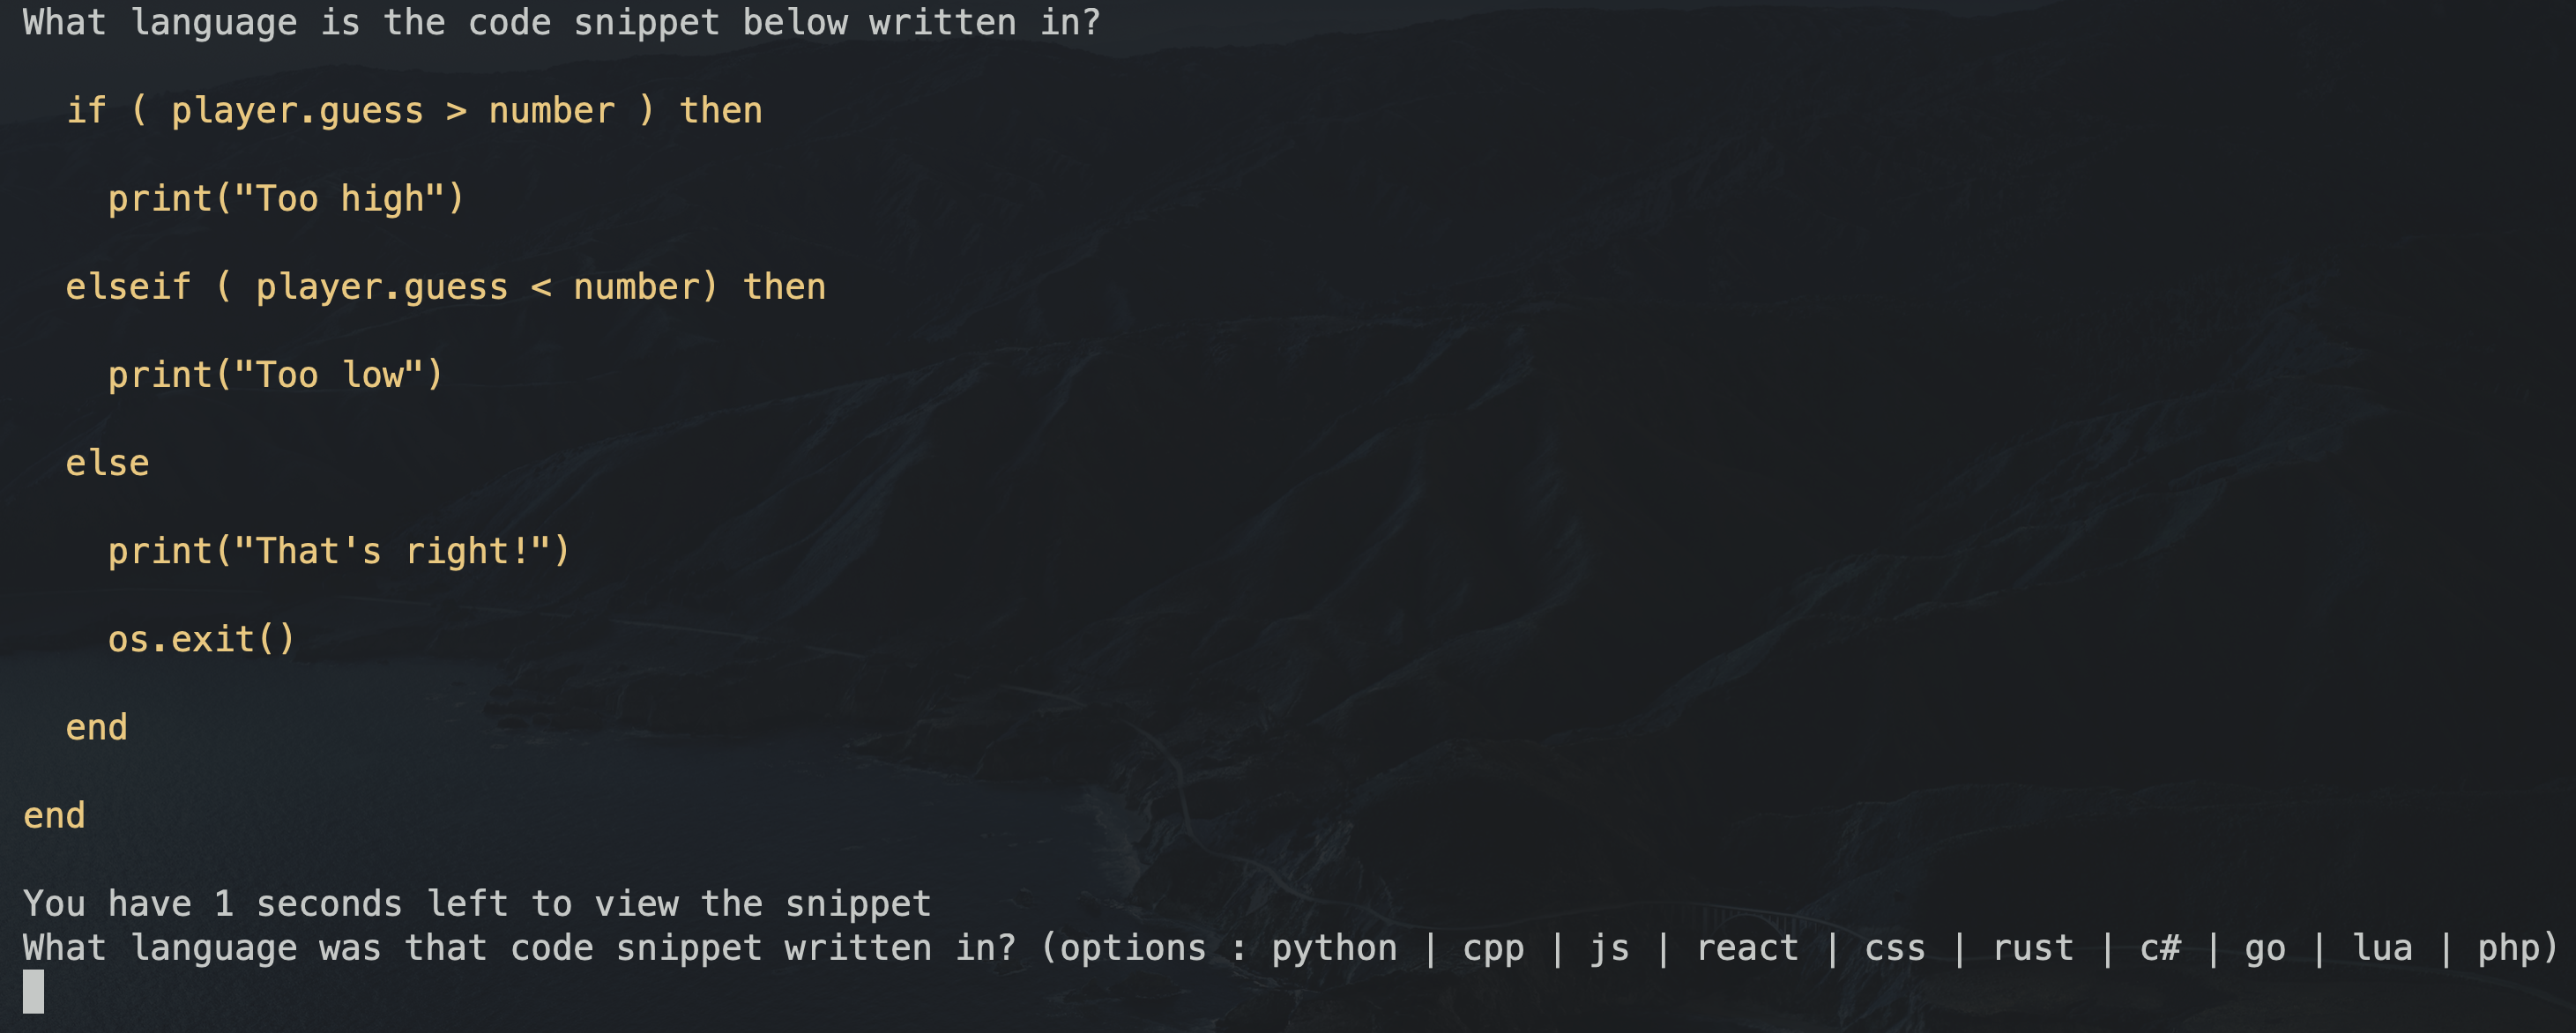 What language is the code snippet below written in?
if ( player.guess > number ) then
print("Too high")
elseif ( player.guess < number) then
print("Too low")
else
print("That's right!")
os.exit()
end
end
You have 1 seconds left to view the snippet
What language was that code snippet written in? (options : python | cpp | js | react | css | rust | c# | go | lua | php)